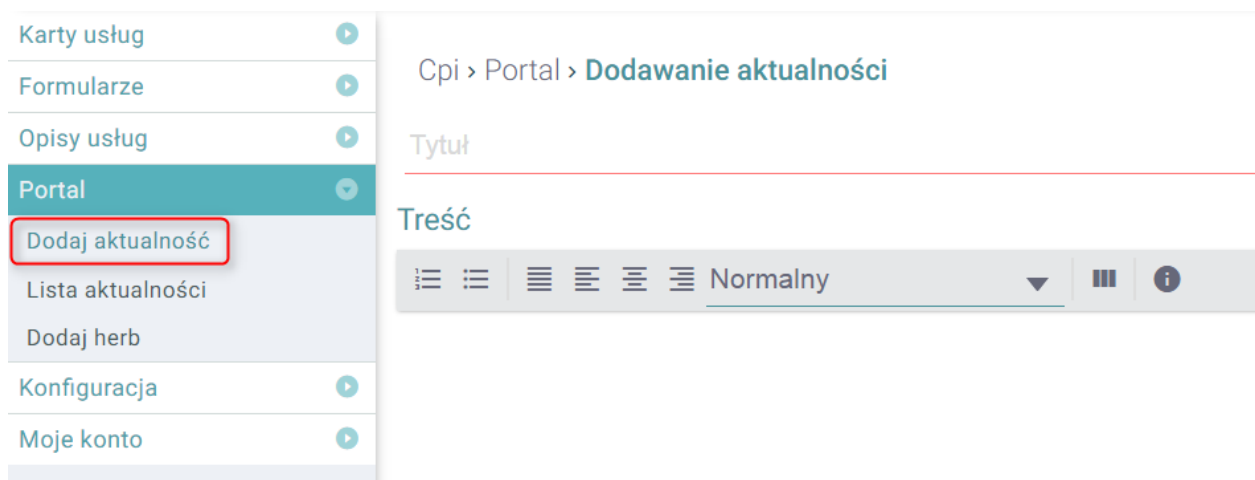 Karty usług
Formularze
Opisy usług
Portal
Dodaj aktualność
Lista aktualności
Dodaj herb
Konfiguracja
Moje konto
Cpi › Portal › Dodawanie aktualności
Tytuł
Treść
Normalny